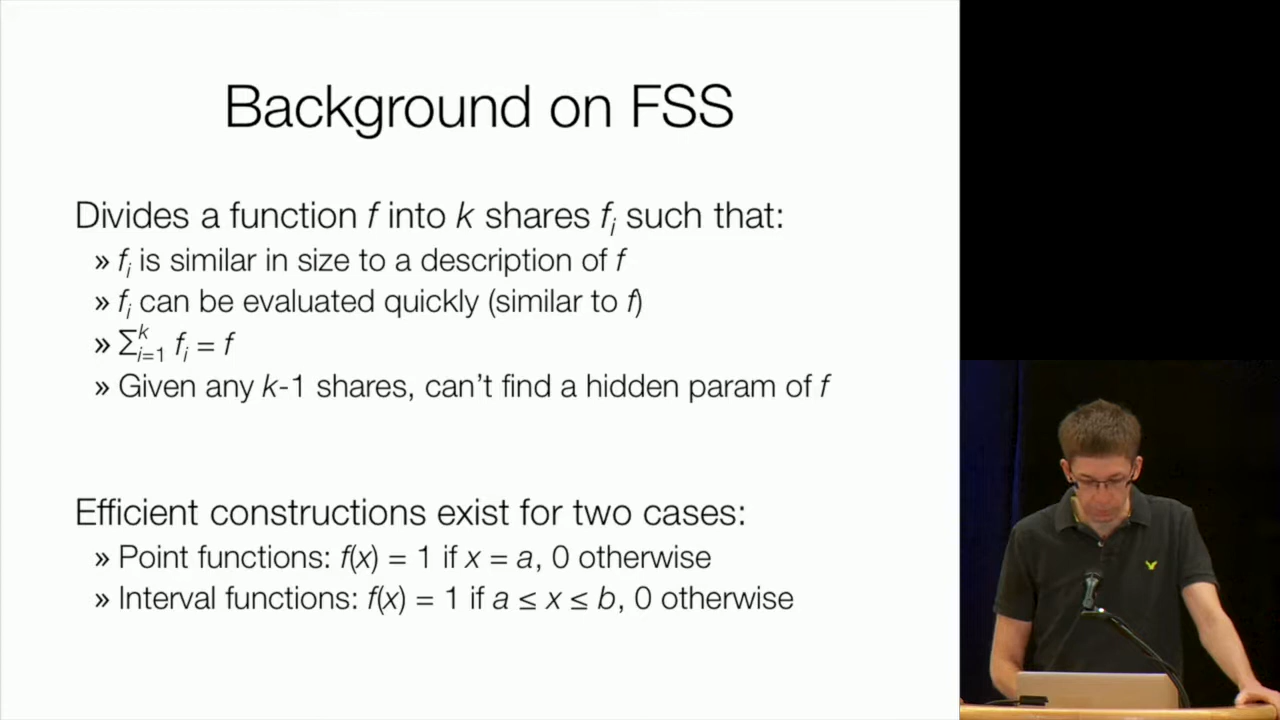 Background on FSS
Divides a function f into k shares fᵢ such that:
» fᵢ is similar in size to a description of f
» fᵢ can be evaluated quickly (similar to f)
» Σᵏᵢ₌₁ fᵢ = f
» Given any k-1 shares, can't find a hidden param of f
Efficient constructions exist for two cases:
» Point functions: f(x) = 1 if x = a, 0 otherwise
» Interval functions: f(x) = 1 if a ≤ x ≤ b, 0 otherwise